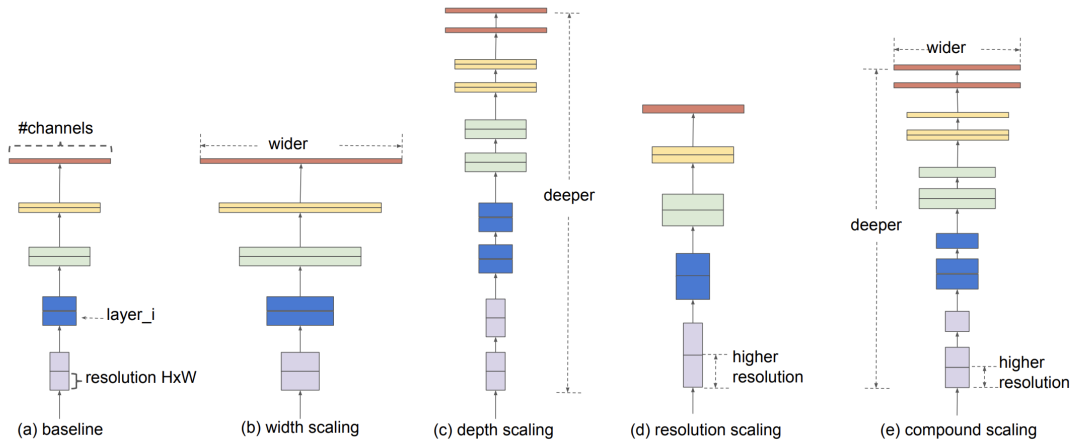 #channels
layer_i
resolution HxW
(a) baseline
wider
(b) width scaling
deeper
(c) depth scaling
higher
resolution
(d) resolution scaling
wider
deeper
higher
resolution
(e) compound scaling